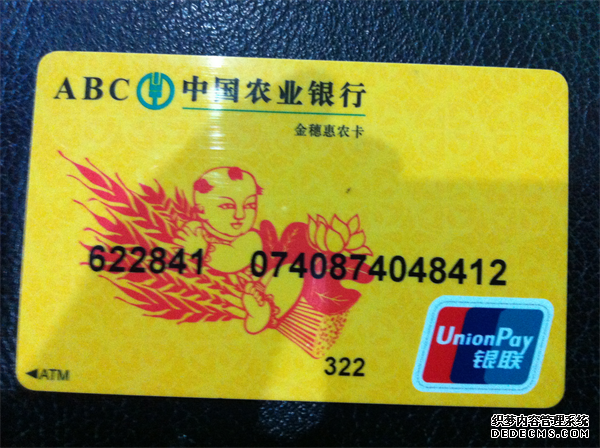 ABC 中国农业银行
金穗惠农卡
622841 0740874048412
UnionPay
银联
322
ATM
织梦内容管理系统
DEDECMS.COM